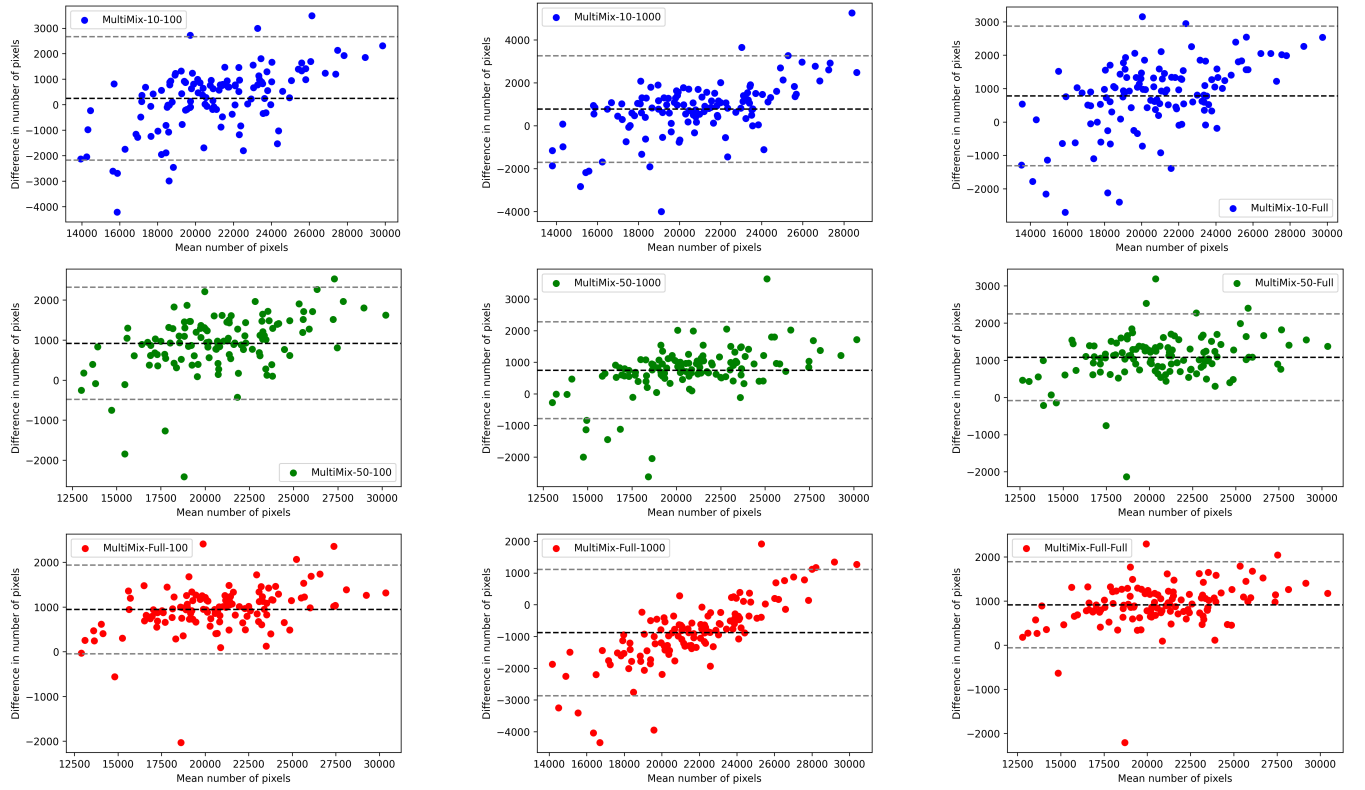 MultiMix-10-100
Difference in number of pixels
3000
2000
1000
0
−1000
−2000
−3000
−4000
14000 16000 18000 20000 22000 24000 26000 28000 30000
Mean number of pixels
MultiMix-10-1000
Difference in number of pixels
4000
2000
0
−2000
−4000
14000 16000 18000 20000 22000 24000 26000 28000
Mean number of pixels
MultiMix-10-Full
Difference in number of pixels
3000
2000
1000
0
−1000
−2000
14000 16000 18000 20000 22000 24000 26000 28000 30000
Mean number of pixels
MultiMix-50-100
Difference in number of pixels
2000
1000
0
−1000
−2000
12500 15000 17500 20000 22500 25000 27500 30000
Mean number of pixels
MultiMix-50-1000
Difference in number of pixels
3000
2000
1000
0
−1000
−2000
12500 15000 17500 20000 22500 25000 27500 30000
Mean number of pixels
MultiMix-50-Full
Difference in number of pixels
3000
2000
1000
0
−1000
−2000
12500 15000 17500 20000 22500 25000 27500 30000
Mean number of pixels
MultiMix-Full-100
Difference in number of pixels
2000
1000
0
−1000
−2000
12500 15000 17500 20000 22500 25000 27500 30000
Mean number of pixels
MultiMix-Full-1000
Difference in number of pixels
2000
1000
0
−1000
−2000
−3000
−4000
14000 16000 18000 20000 22000 24000 26000 28000 30000
Mean number of pixels
MultiMix-Full-Full
Difference in number of pixels
2000
1000
0
−1000
−2000
12500 15000 17500 20000 22500 25000 27500 30000
Mean number of pixels